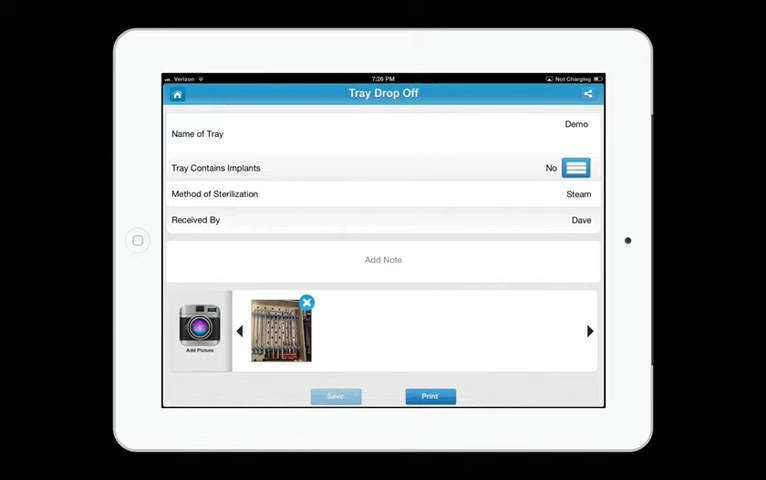 Verizon 7:26 PM Not Charging
Tray Drop Off
Name of Tray Demo
Tray Contains Implants No
Method of Sterilization Steam
Received By Dave
Add Note
Add Picture
Save Print